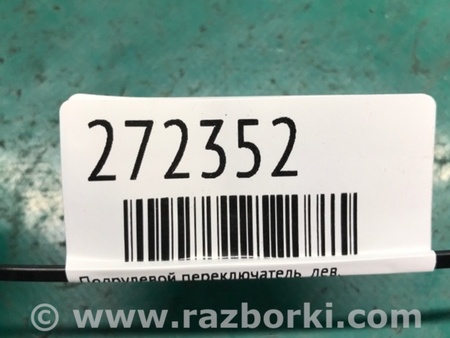 272352
Подрулевой переключатель лев.
www.razborki.com